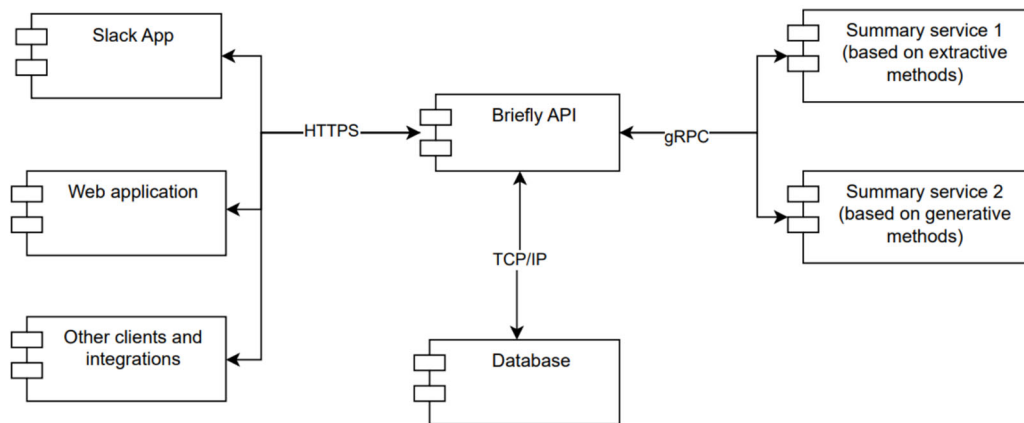 Slack App
Web application
Other clients and
integrations
HTTPS
Briefly API
TCP/IP
Database
gRPC
Summary service 1
(based on extractive
methods)
Summary service 2
(based on generative
methods)